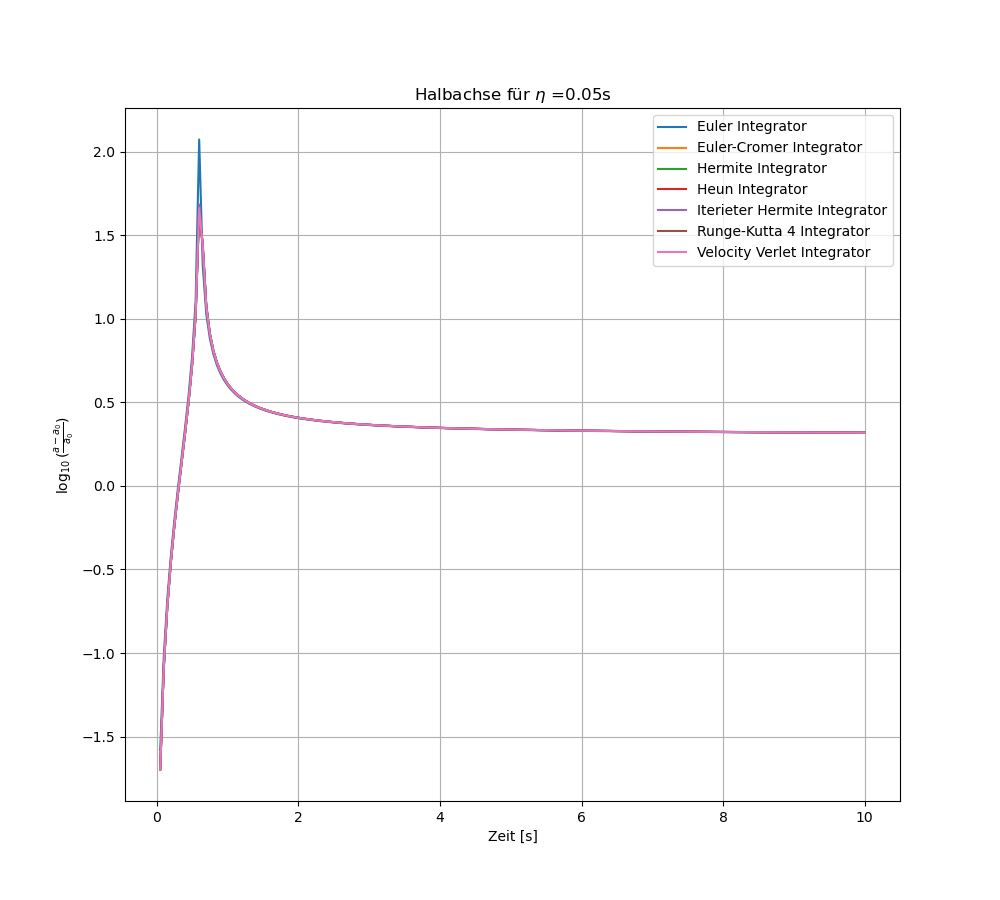 Halbachse für η =0.05s
Euler Integrator
Euler-Cromer Integrator
Hermite Integrator
Heun Integrator
Iterieter Hermite Integrator
Runge-Kutta 4 Integrator
Velocity Verlet Integrator
2.0
1.5
1.0
0.5
0.0
−0.5
−1.0
−1.5
log₁₀(a − a₀/a₀)
0 2 4 6 8 10
Zeit [s]